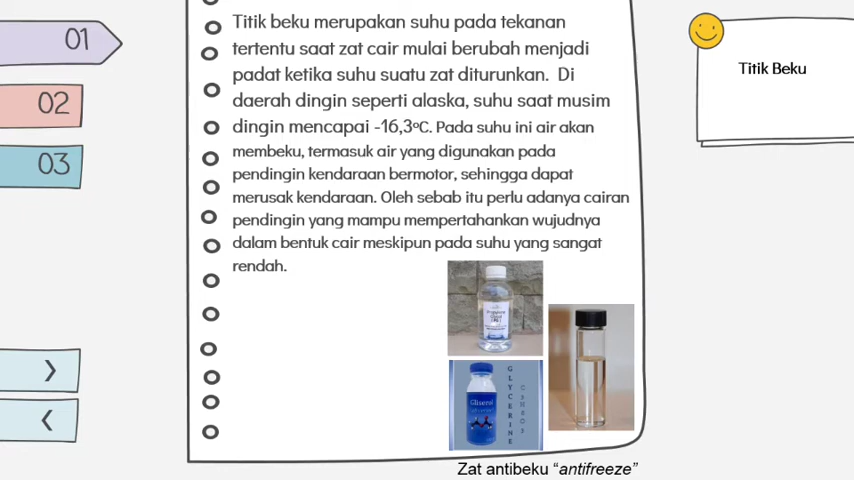 01
02
03
Titik beku merupakan suhu pada tekanan
tertentu saat zat cair mulai berubah menjadi
padat ketika suhu suatu zat diturunkan. Di
daerah dingin seperti alaska, suhu saat musim
dingin mencapai -16,3ºC. Pada suhu ini air akan
membeku, termasuk air yang digunakan pada
pendingin kendaraan bermotor, sehingga dapat
merusak kendaraan. Oleh sebab itu perlu adanya cairan
pendingin yang mampu mempertahankan wujudnya
dalam bentuk cair meskipun pada suhu yang sangat
rendah.
Titik Beku
Propylene
Glycol
Gliserol
GLYCERINE
Zat antibeku “antifreeze”